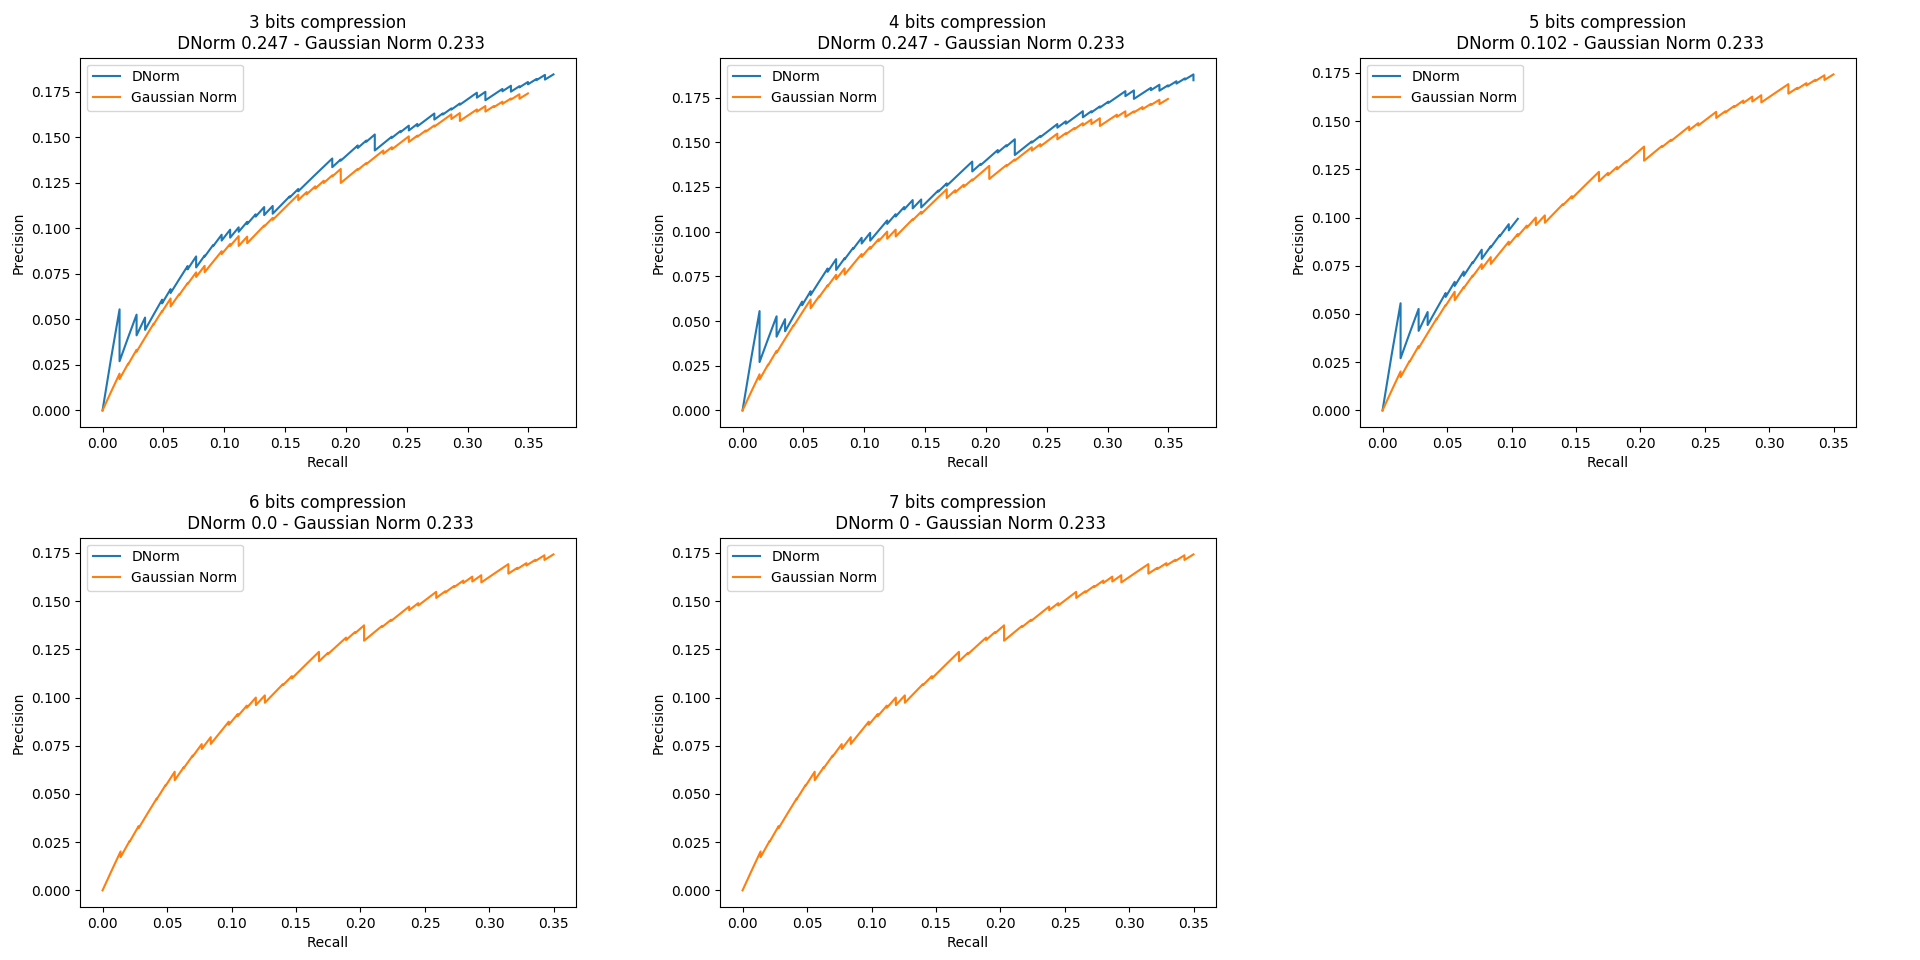 3 bits compression
DNorm 0.247 - Gaussian Norm 0.233
DNorm
Gaussian Norm
Precision
0.175
0.150
0.125
0.100
0.075
0.050
0.025
0.000
0.00 0.05 0.10 0.15 0.20 0.25 0.30 0.35
Recall
4 bits compression
DNorm 0.247 - Gaussian Norm 0.233
DNorm
Gaussian Norm
Precision
0.175
0.150
0.125
0.100
0.075
0.050
0.025
0.000
0.00 0.05 0.10 0.15 0.20 0.25 0.30 0.35
Recall
5 bits compression
DNorm 0.102 - Gaussian Norm 0.233
DNorm
Gaussian Norm
Precision
0.175
0.150
0.125
0.100
0.075
0.050
0.025
0.000
0.00 0.05 0.10 0.15 0.20 0.25 0.30 0.35
Recall
6 bits compression
DNorm 0.0 - Gaussian Norm 0.233
DNorm
Gaussian Norm
Precision
0.175
0.150
0.125
0.100
0.075
0.050
0.025
0.000
0.00 0.05 0.10 0.15 0.20 0.25 0.30 0.35
Recall
7 bits compression
DNorm 0 - Gaussian Norm 0.233
DNorm
Gaussian Norm
Precision
0.175
0.150
0.125
0.100
0.075
0.050
0.025
0.000
0.00 0.05 0.10 0.15 0.20 0.25 0.30 0.35
Recall